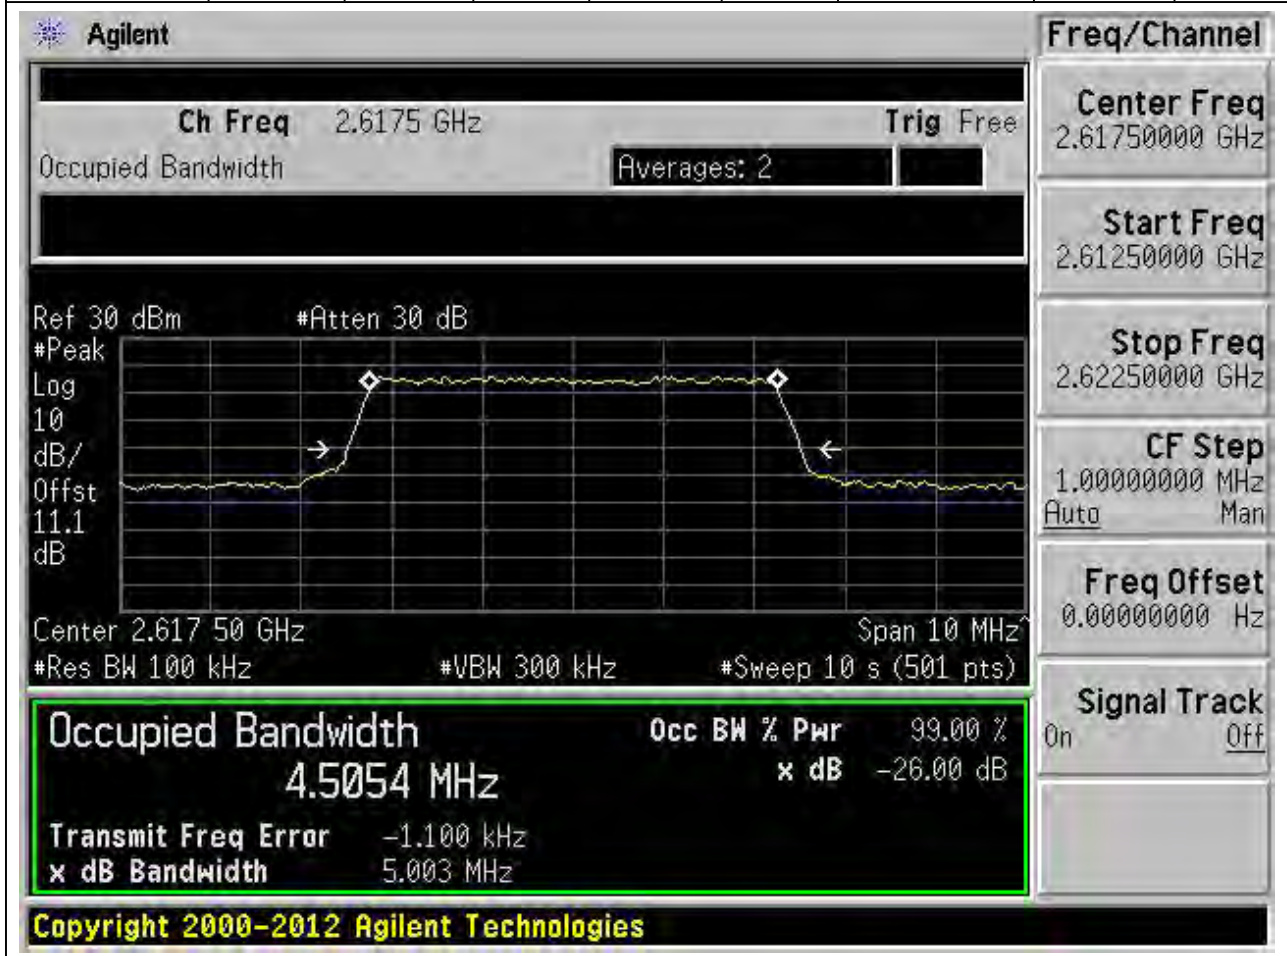 Agilent
Freq/Channel
Ch Freq 2.6175 GHz Trig Free
Occupied Bandwidth Averages: 2
Center Freq
2.61750000 GHz
Start Freq
2.61250000 GHz
Stop Freq
2.62250000 GHz
CF Step
1.00000000 MHz
Auto Man
Freq Offset
0.00000000 Hz
Signal Track
On Off
Ref 30 dBm #Atten 30 dB
#Peak
Log
10
dB/
Offst
11.1
dB
Center 2.617 50 GHz Span 10 MHz^
#Res BW 100 kHz #VBW 300 kHz #Sweep 10 s (501 pts)
Occupied Bandwidth Occ BW % Pwr 99.00 %
4.5054 MHz x dB -26.00 dB
Transmit Freq Error -1.100 kHz
x dB Bandwidth 5.003 MHz
Copyright 2000-2012 Agilent Technologies